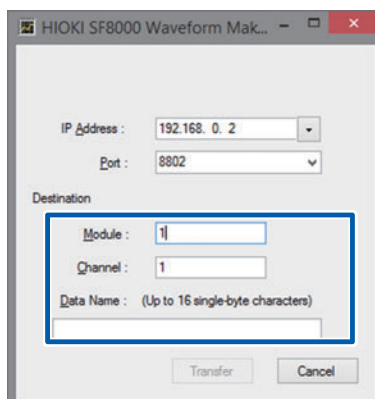 HIOKI SF8000 Waveform Mak...
IP Address : 192.168. 0. 2
Port : 8802
Destination
Module : 1
Channel : 1
Data Name : (Up to 16 single-byte characters)
Transfer Cancel